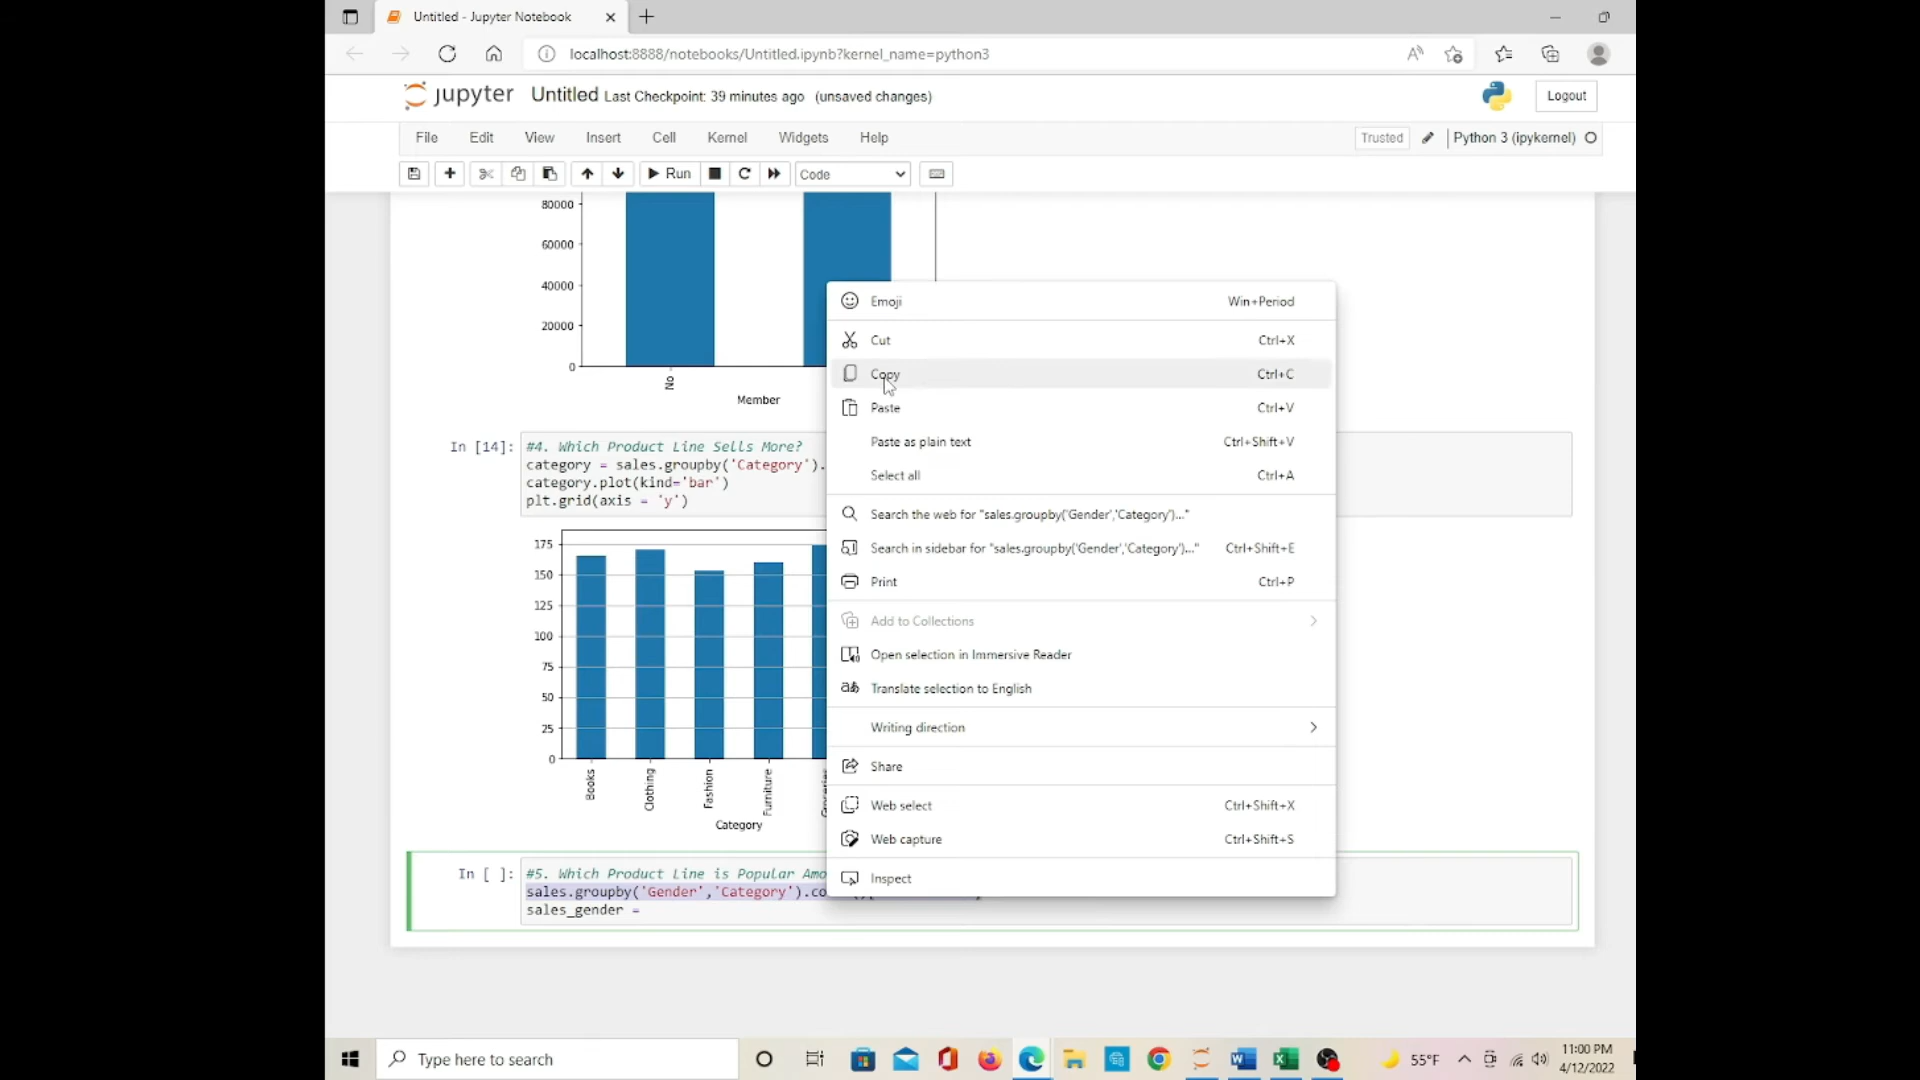 Untitled - Jupyter Notebook
localhost:8888/notebooks/Untitled.ipynb?kernel_name=python3
jupyter Untitled Last Checkpoint: 39 minutes ago (unsaved changes)
Logout
File Edit View Insert Cell Kernel Widgets Help
Trusted Python 3 (ipykernel)
Run Code
80000
60000
40000
20000
0
No
Member
In [14]: #4. Which Product Line Sells More?
category = sales.groupby('Category').
category.plot(kind='bar')
plt.grid(axis = 'y')
175
150
125
100
75
50
25
0
Books Clothing Fashion Furniture
Category
In [ ]: #5. Which Product Line is Popular Amo
sales.groupby('Gender','Category').co
sales_gender =
Emoji Win+Period
Cut Ctrl+X
Copy Ctrl+C
Paste Ctrl+V
Paste as plain text Ctrl+Shift+V
Select all Ctrl+A
Search the web for "sales.groupby('Gender','Category')..."
Search in sidebar for "sales.groupby('Gender','Category')..." Ctrl+Shift+E
Print Ctrl+P
Add to Collections
Open selection in Immersive Reader
Translate selection to English
Writing direction
Share
Web select Ctrl+Shift+X
Web capture Ctrl+Shift+S
Inspect
Type here to search
55°F
11:00 PM
4/12/2022